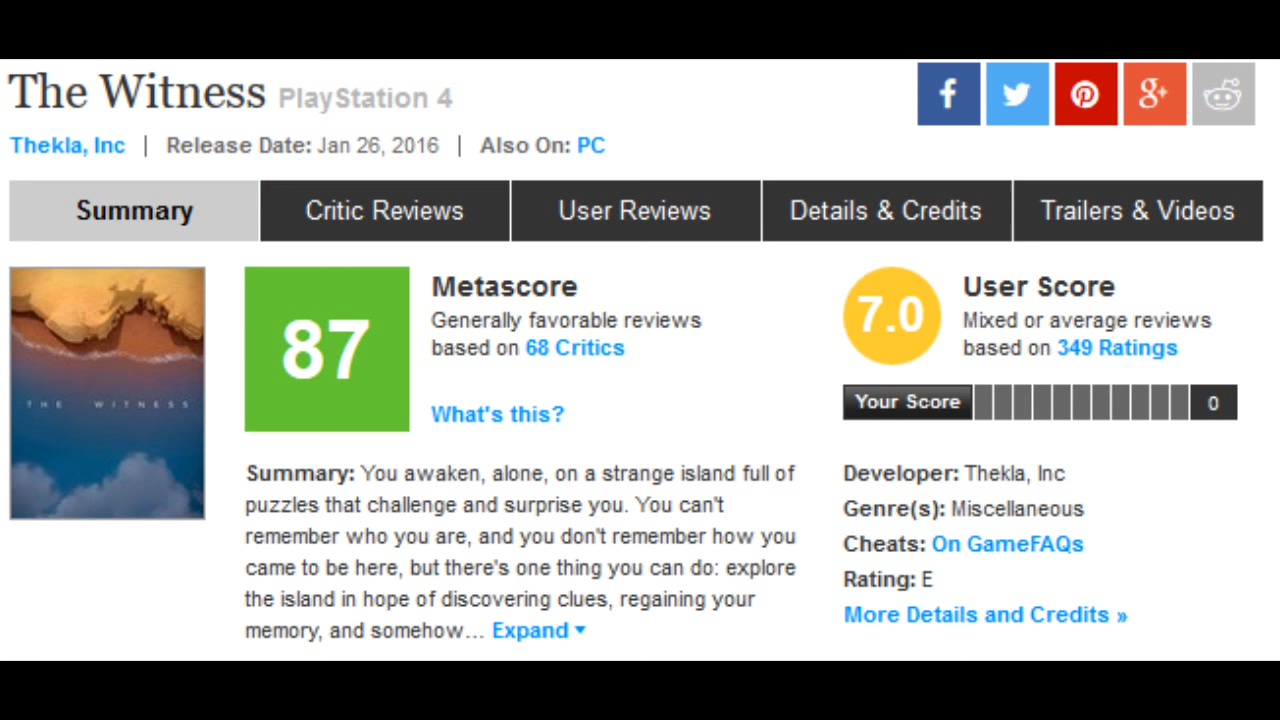 The Witness PlayStation 4
Thekla, Inc | Release Date: Jan 26, 2016 | Also On: PC
Summary Critic Reviews User Reviews Details & Credits Trailers & Videos
THE WITNESS
87
Metascore
Generally favorable reviews
based on 68 Critics
What's this?
7.0
User Score
Mixed or average reviews
based on 349 Ratings
Your Score 0
Summary: You awaken, alone, on a strange island full of
puzzles that challenge and surprise you. You can't
remember who you are, and you don't remember how you
came to be here, but there's one thing you can do: explore
the island in hope of discovering clues, regaining your
memory, and somehow... Expand
Developer: Thekla, Inc
Genre(s): Miscellaneous
Cheats: On GameFAQs
Rating: E
More Details and Credits »